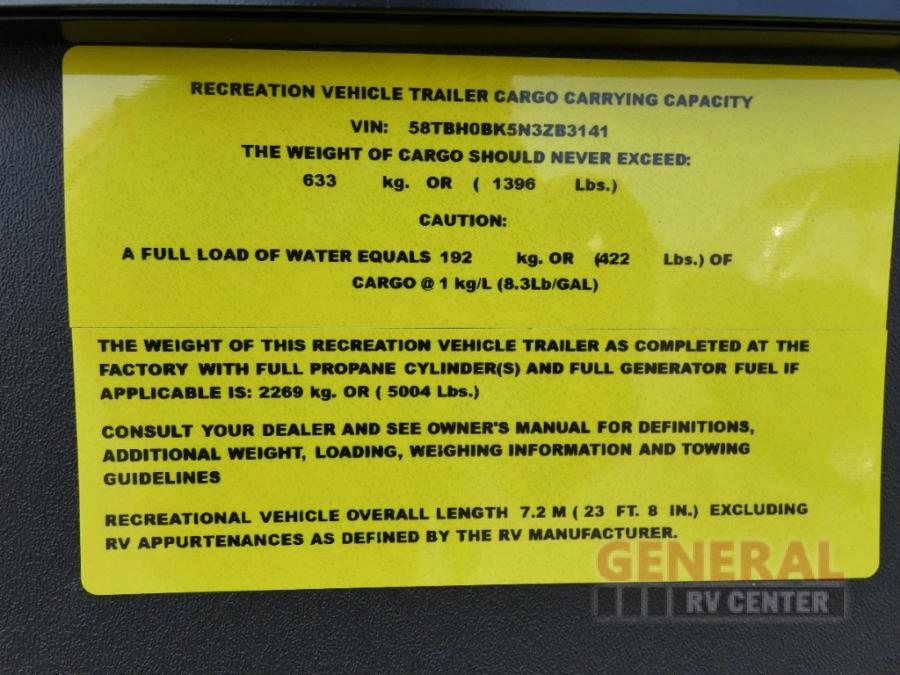 RECREATION VEHICLE TRAILER CARGO CARRYING CAPACITY
VIN: 58TBH0BK5N3ZB3141
THE WEIGHT OF CARGO SHOULD NEVER EXCEED:
633 kg. OR ( 1396 Lbs.)
CAUTION:
A FULL LOAD OF WATER EQUALS 192 kg. OR (422 Lbs.) OF
CARGO @ 1 kg/L (8.3Lb/GAL)
THE WEIGHT OF THIS RECREATION VEHICLE TRAILER AS COMPLETED AT THE
FACTORY WITH FULL PROPANE CYLINDER(S) AND FULL GENERATOR FUEL IF
APPLICABLE IS: 2269 kg. OR ( 5004 Lbs.)
CONSULT YOUR DEALER AND SEE OWNER'S MANUAL FOR DEFINITIONS,
ADDITIONAL WEIGHT, LOADING, WEIGHING INFORMATION AND TOWING
GUIDELINES
RECREATIONAL VEHICLE OVERALL LENGTH 7.2 M ( 23 FT. 8 IN.) EXCLUDING
RV APPURTENANCES AS DEFINED BY THE RV MANUFACTURER.
GENERAL
RV CENTER